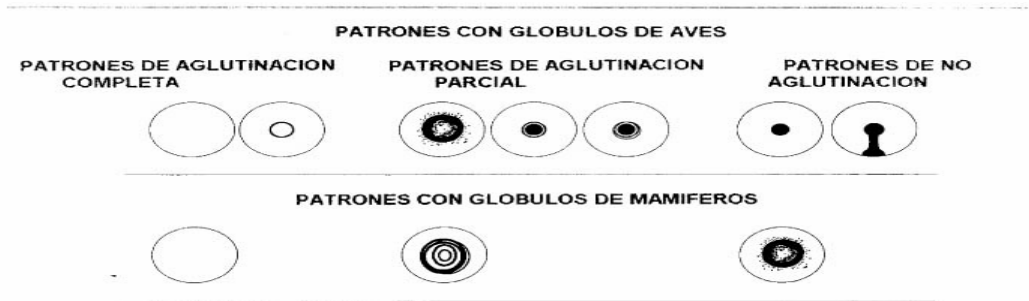 PATRONES CON GLOBULOS DE AVES
PATRONES DE AGLUTINACION
COMPLETA
PATRONES DE AGLUTINACION
PARCIAL
PATRONES DE NO
AGLUTINACION
PATRONES CON GLOBULOS DE MAMIFEROS